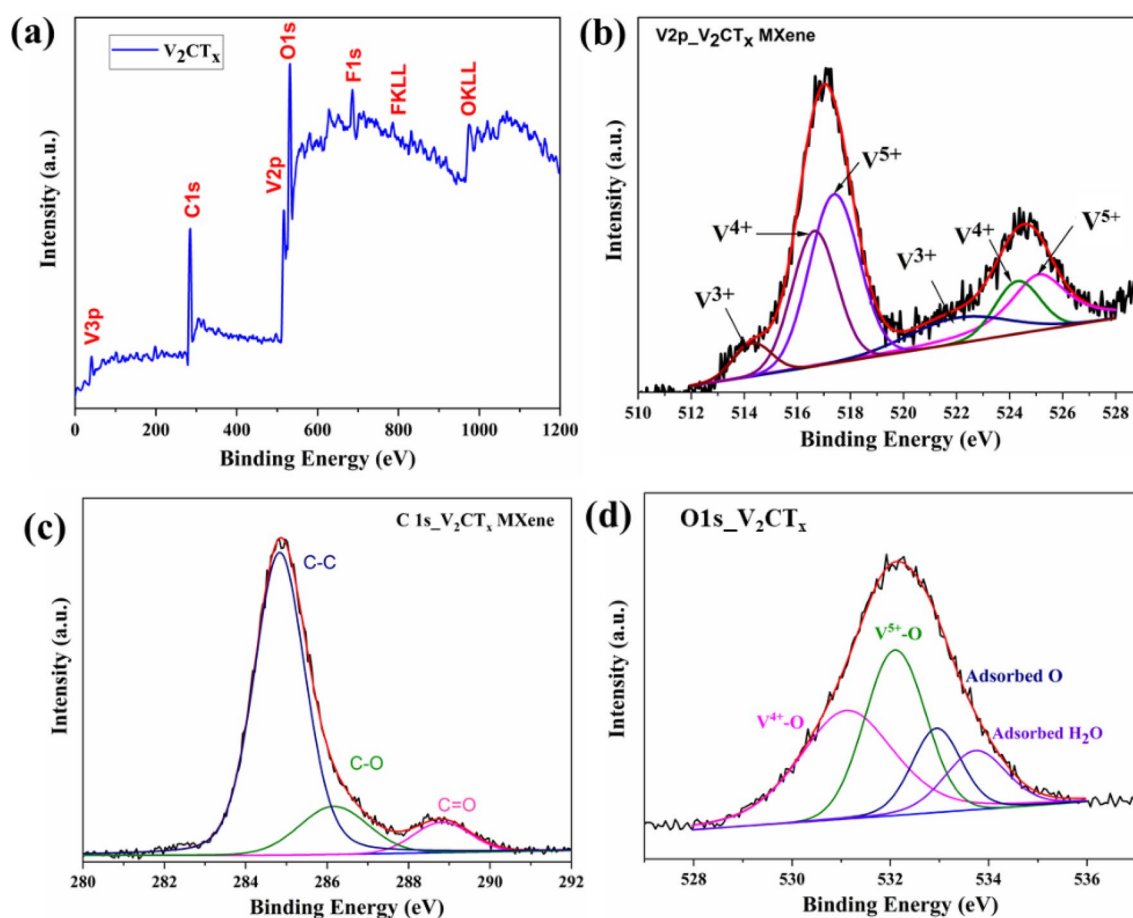 (a)
V₂CTₓ
V3p
C1s
V2p
O1s
F1s
FKLL
OKLL
Intensity (a.u.)
0 200 400 600 800 1000 1200
Binding Energy (eV)
(b)
V2p_V₂CTₓ MXene
V³⁺
V⁴⁺
V⁵⁺
V³⁺
V⁴⁺
V⁵⁺
Intensity (a.u.)
510 512 514 516 518 520 522 524 526 528
Binding Energy (eV)
(c)
C 1s_V₂CTₓ MXene
C-C
C-O
C=O
Intensity (a.u.)
280 282 284 286 288 290 292
Binding Energy (eV)
(d)
O1s_V₂CTₓ
V⁵⁺-O
V⁴⁺-O
Adsorbed O
Adsorbed H₂O
Intensity (a.u.)
528 530 532 534 536
Binding Energy (eV)